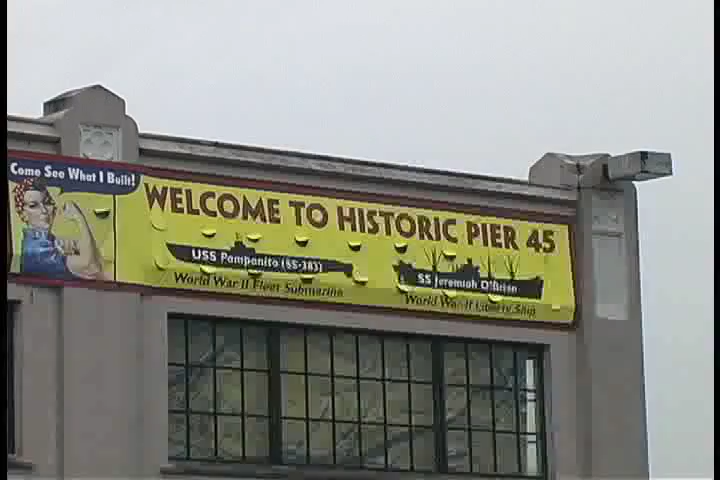 Come See What I Built!
WELCOME TO HISTORIC PIER 45
USS Pampanito (SS-383)
World War II Fleet Submarine
SS Jeremiah O'Brien
World War II Liberty Ship